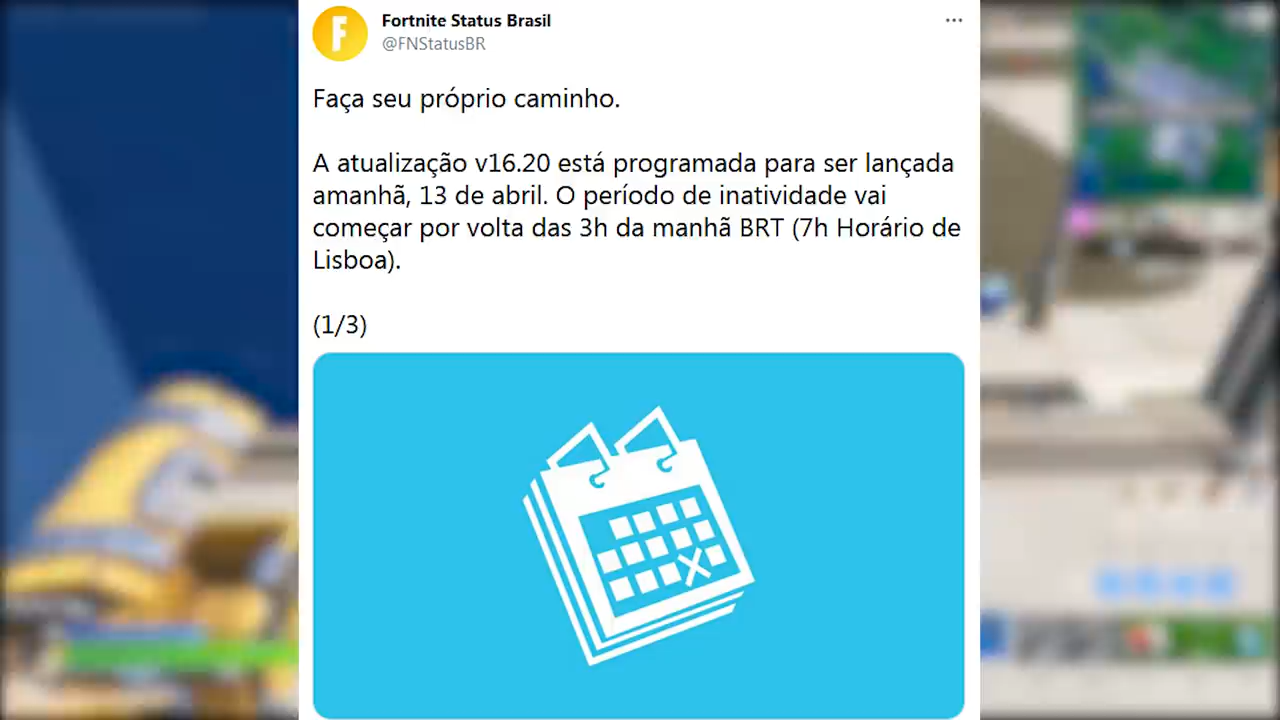 Fortnite Status Brasil
@FNStatusBR
Faça seu próprio caminho.
A atualização v16.20 está programada para ser lançada
amanhã, 13 de abril. O período de inatividade vai
começar por volta das 3h da manhã BRT (7h Horário de
Lisboa).
(1/3)